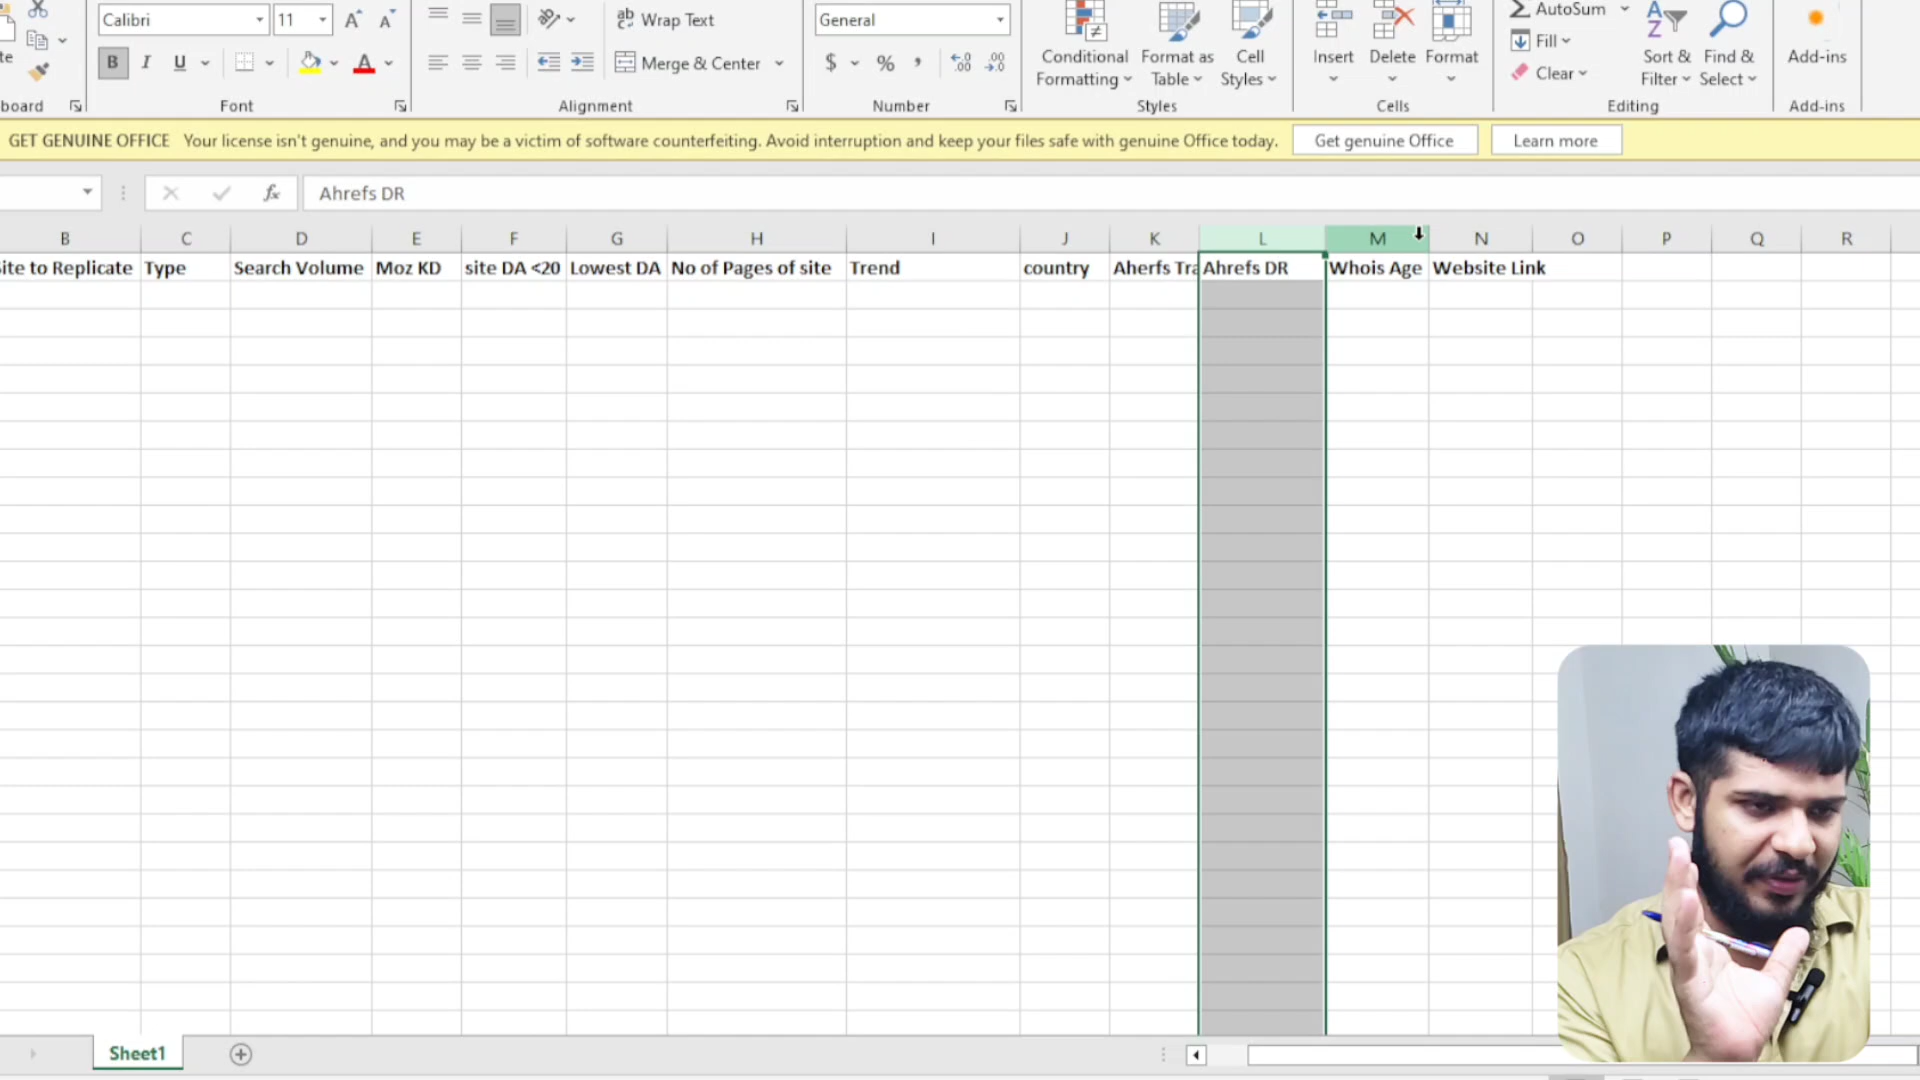 Calibri 11 A A Wrap Text General Conditional Format as Cell Insert Delete Format AutoSum Sort & Find & Add-ins
B I U A Merge & Center $ % , Formatting Table Styles Fill Filter Select
Clear
board Font Alignment Number Styles Cells Editing Add-ins
GET GENUINE OFFICE Your license isn't genuine, and you may be a victim of software counterfeiting. Avoid interruption and keep your files safe with genuine Office today. Get genuine Office Learn more
fx Ahrefs DR
B C D E F G H I J K L M N O P Q R
ite to Replicate Type Search Volume Moz KD site DA <20 Lowest DA No of Pages of site Trend country Aherfs Tra Ahrefs DR Whois Age Website Link
Sheet1